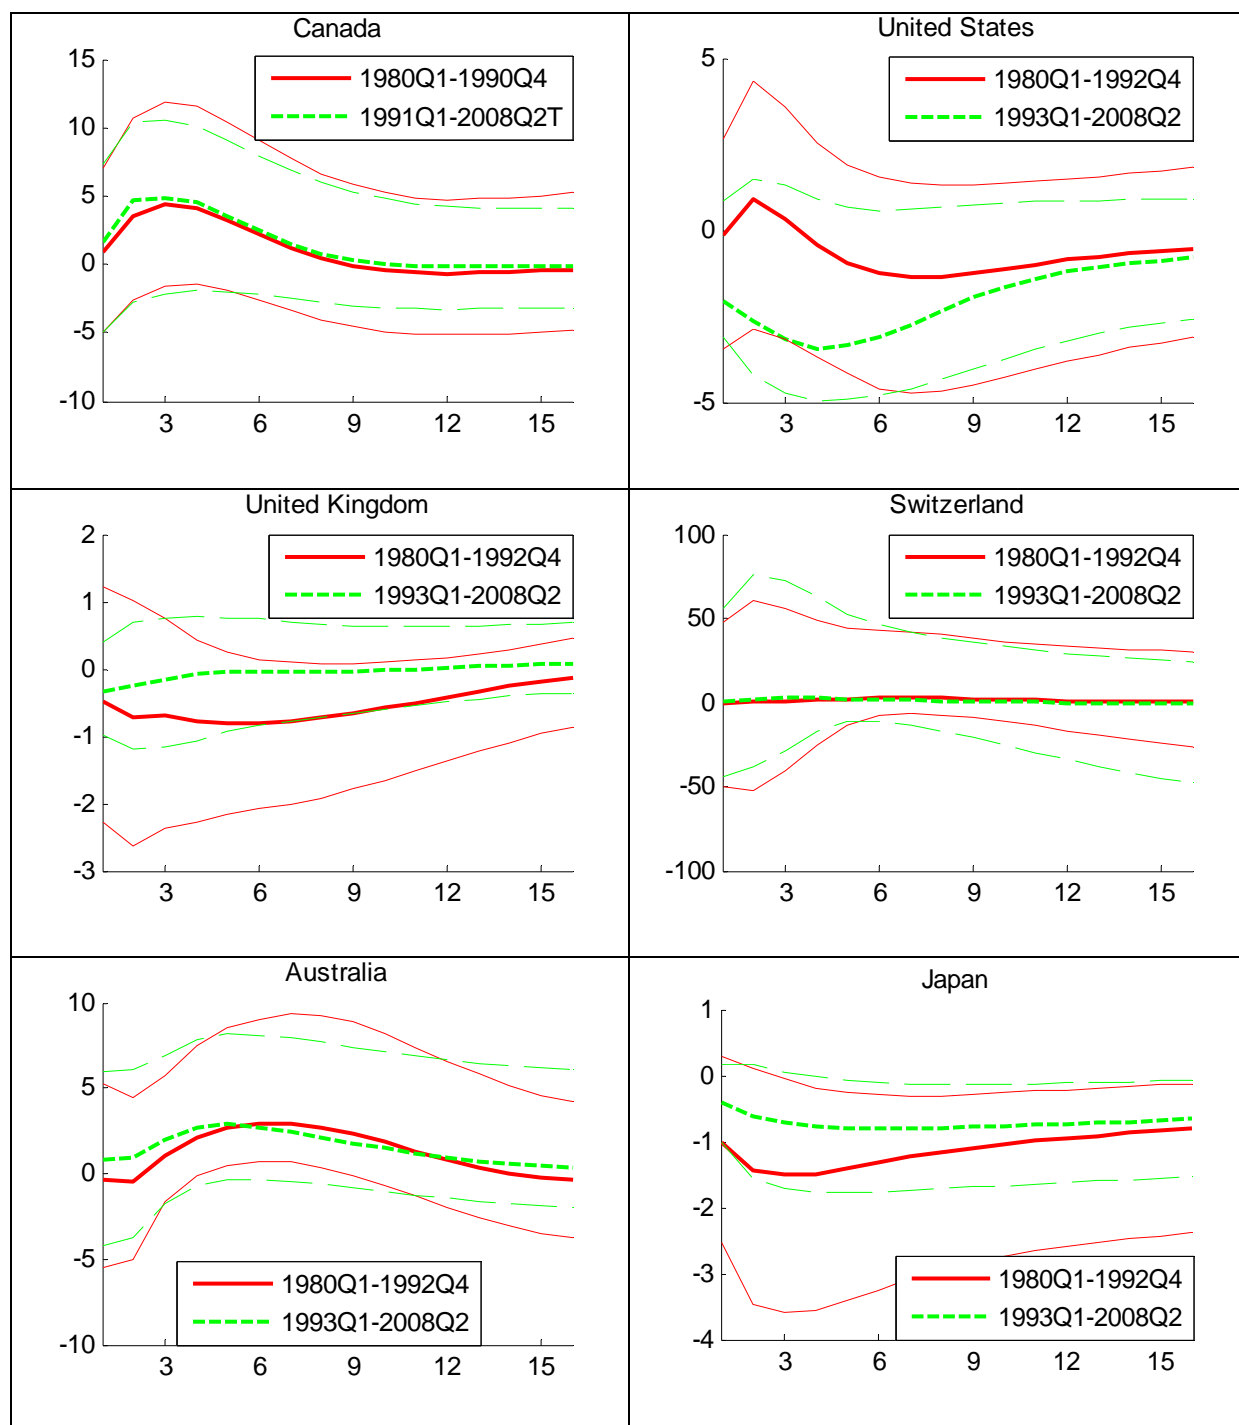 Canada
15
10
5
0
-5
-10
3 6 9 12 15
1980Q1-1990Q4
1991Q1-2008Q2T
United States
5
0
-5
3 6 9 12 15
1980Q1-1992Q4
1993Q1-2008Q2
United Kingdom
2
1
0
-1
-2
-3
3 6 9 12 15
1980Q1-1992Q4
1993Q1-2008Q2
Switzerland
100
50
0
-50
-100
3 6 9 12 15
1980Q1-1992Q4
1993Q1-2008Q2
Australia
10
5
0
-5
-10
3 6 9 12 15
1980Q1-1992Q4
1993Q1-2008Q2
Japan
1
0
-1
-2
-3
-4
3 6 9 12 15
1980Q1-1992Q4
1993Q1-2008Q2